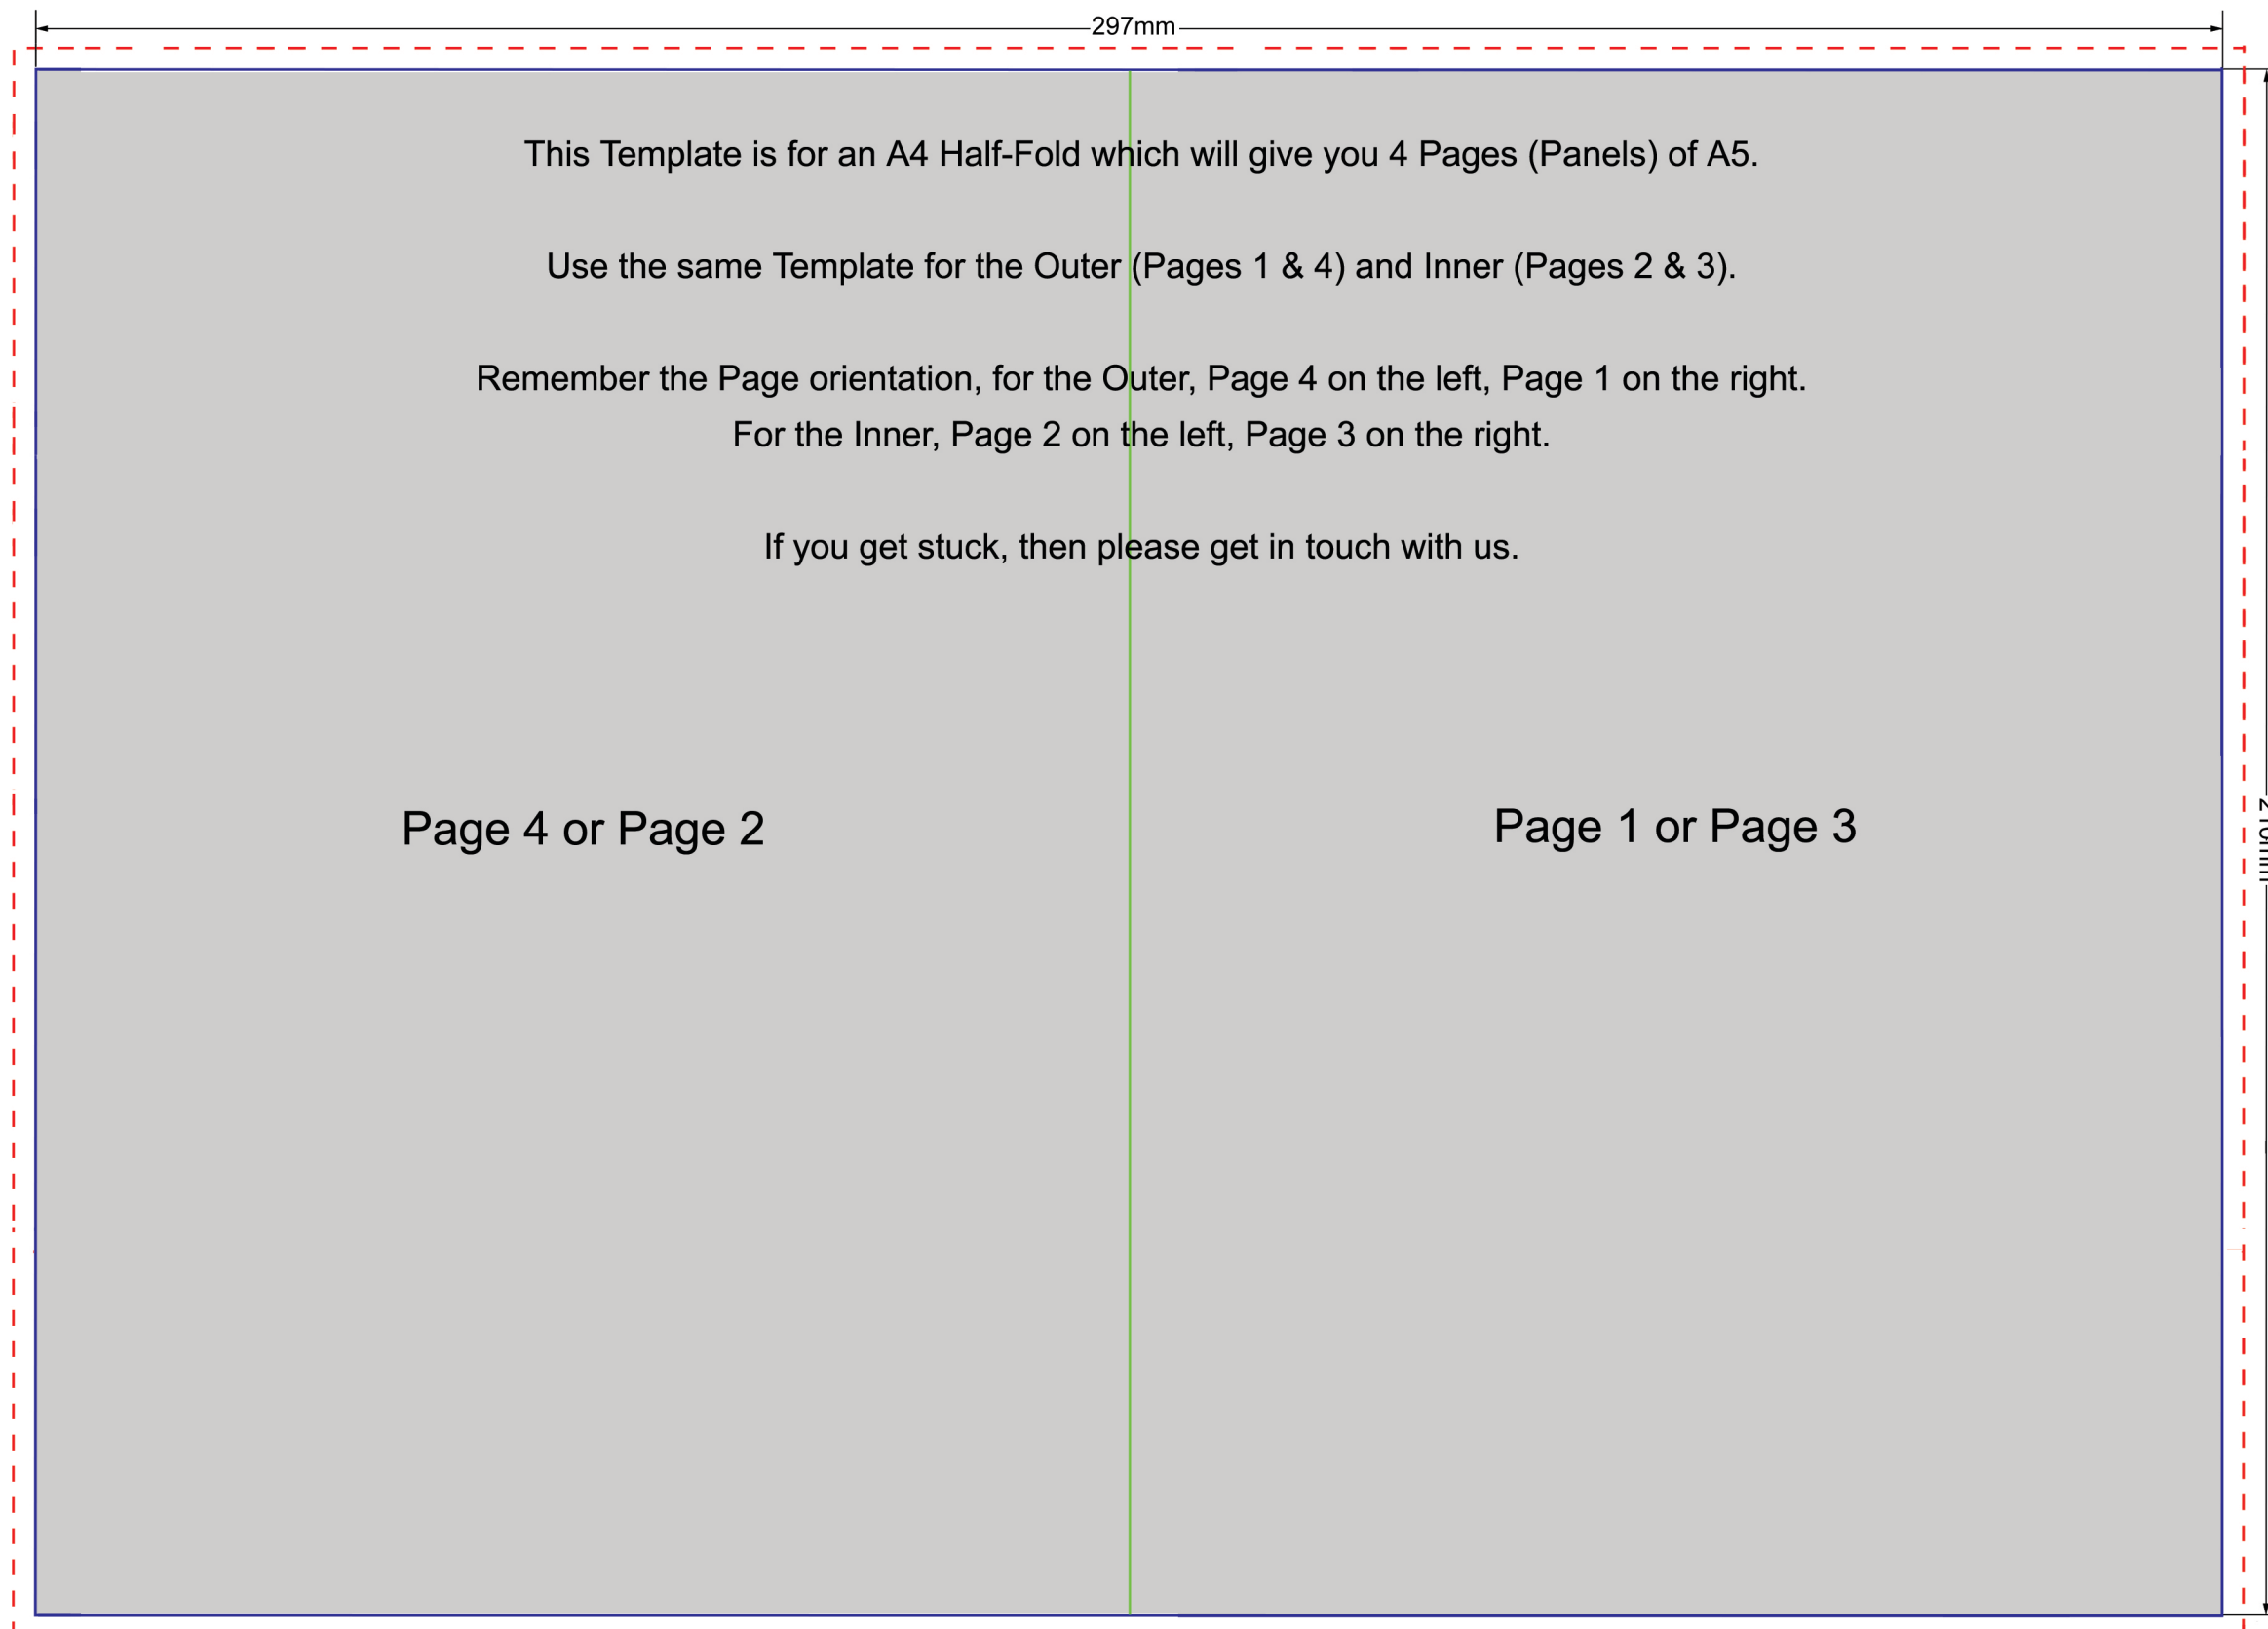 297mm
This Template is for an A4 Half-Fold which will give you 4 Pages (Panels) of A5.
Use the same Template for the Outer (Pages 1 & 4) and Inner (Pages 2 & 3).
Remember the Page orientation, for the Outer, Page 4 on the left, Page 1 on the right.
For the Inner, Page 2 on the left, Page 3 on the right.
If you get stuck, then please get in touch with us.
Page 4 or Page 2
Page 1 or Page 3